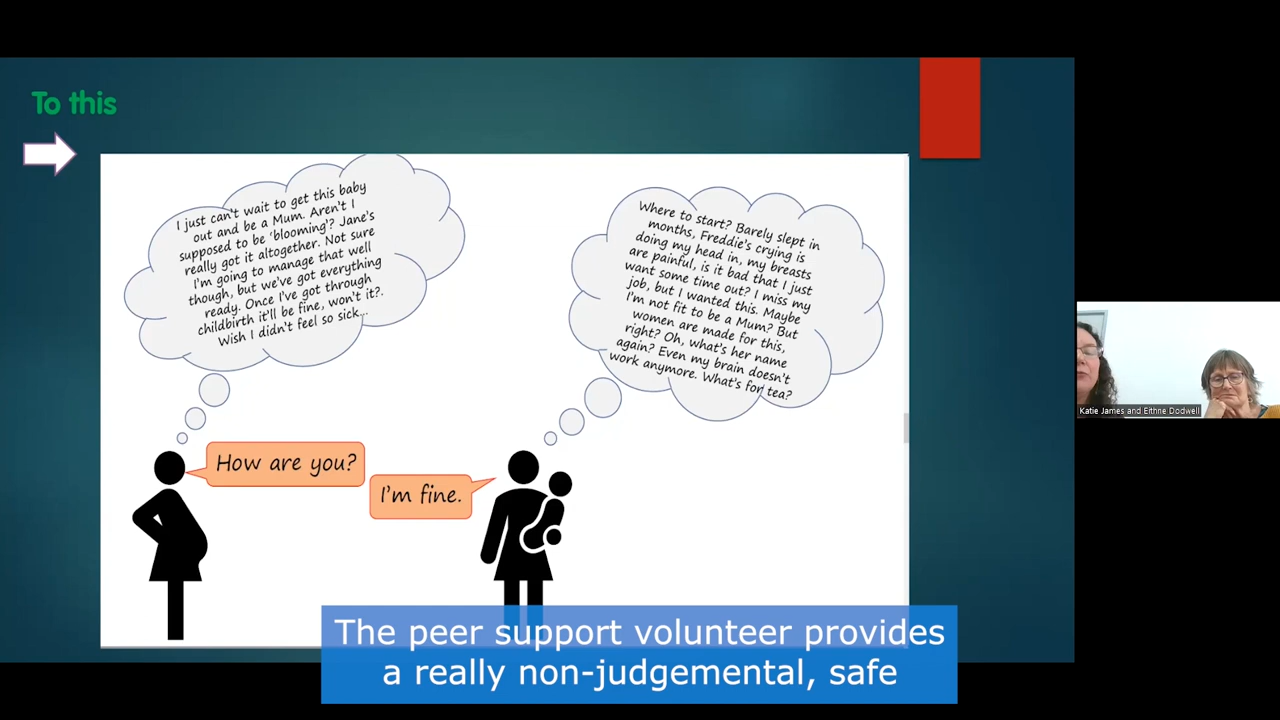 To this
I just can't wait to get this baby
out and be a Mum. Aren't I
supposed to be 'blooming'? Jane's
really got it altogether. Not sure
I'm going to manage that well
though, but we've got everything
ready. Once I've got through
childbirth it'll be fine, won't it?.
Wish I didn't feel so sick...
Where to start? Barely slept in
months, Freddie's crying is
doing my head in, my breasts
are painful, is it bad that I just
want some time out? I miss my
job, but I wanted this. Maybe
I'm not fit to be a Mum? But
women are made for this,
right? Oh, what's her name
again? Even my brain doesn't
work anymore. What's for tea?
How are you?
I'm fine.
Katie James and Eithne Dodwell
The peer support volunteer provides
a really non-judgemental, safe